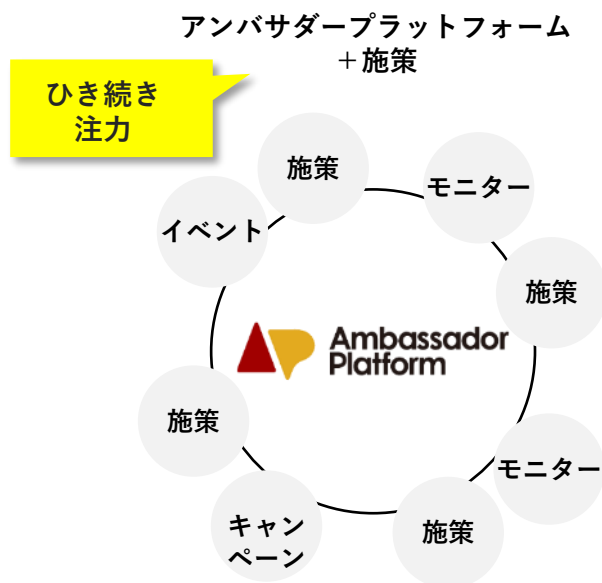 アンバサダープラットフォーム
＋施策
ひき続き
注力
施策
モニター
イベント
施策
Ambassador
Platform
施策
モニター
キャン
ペーン
施策